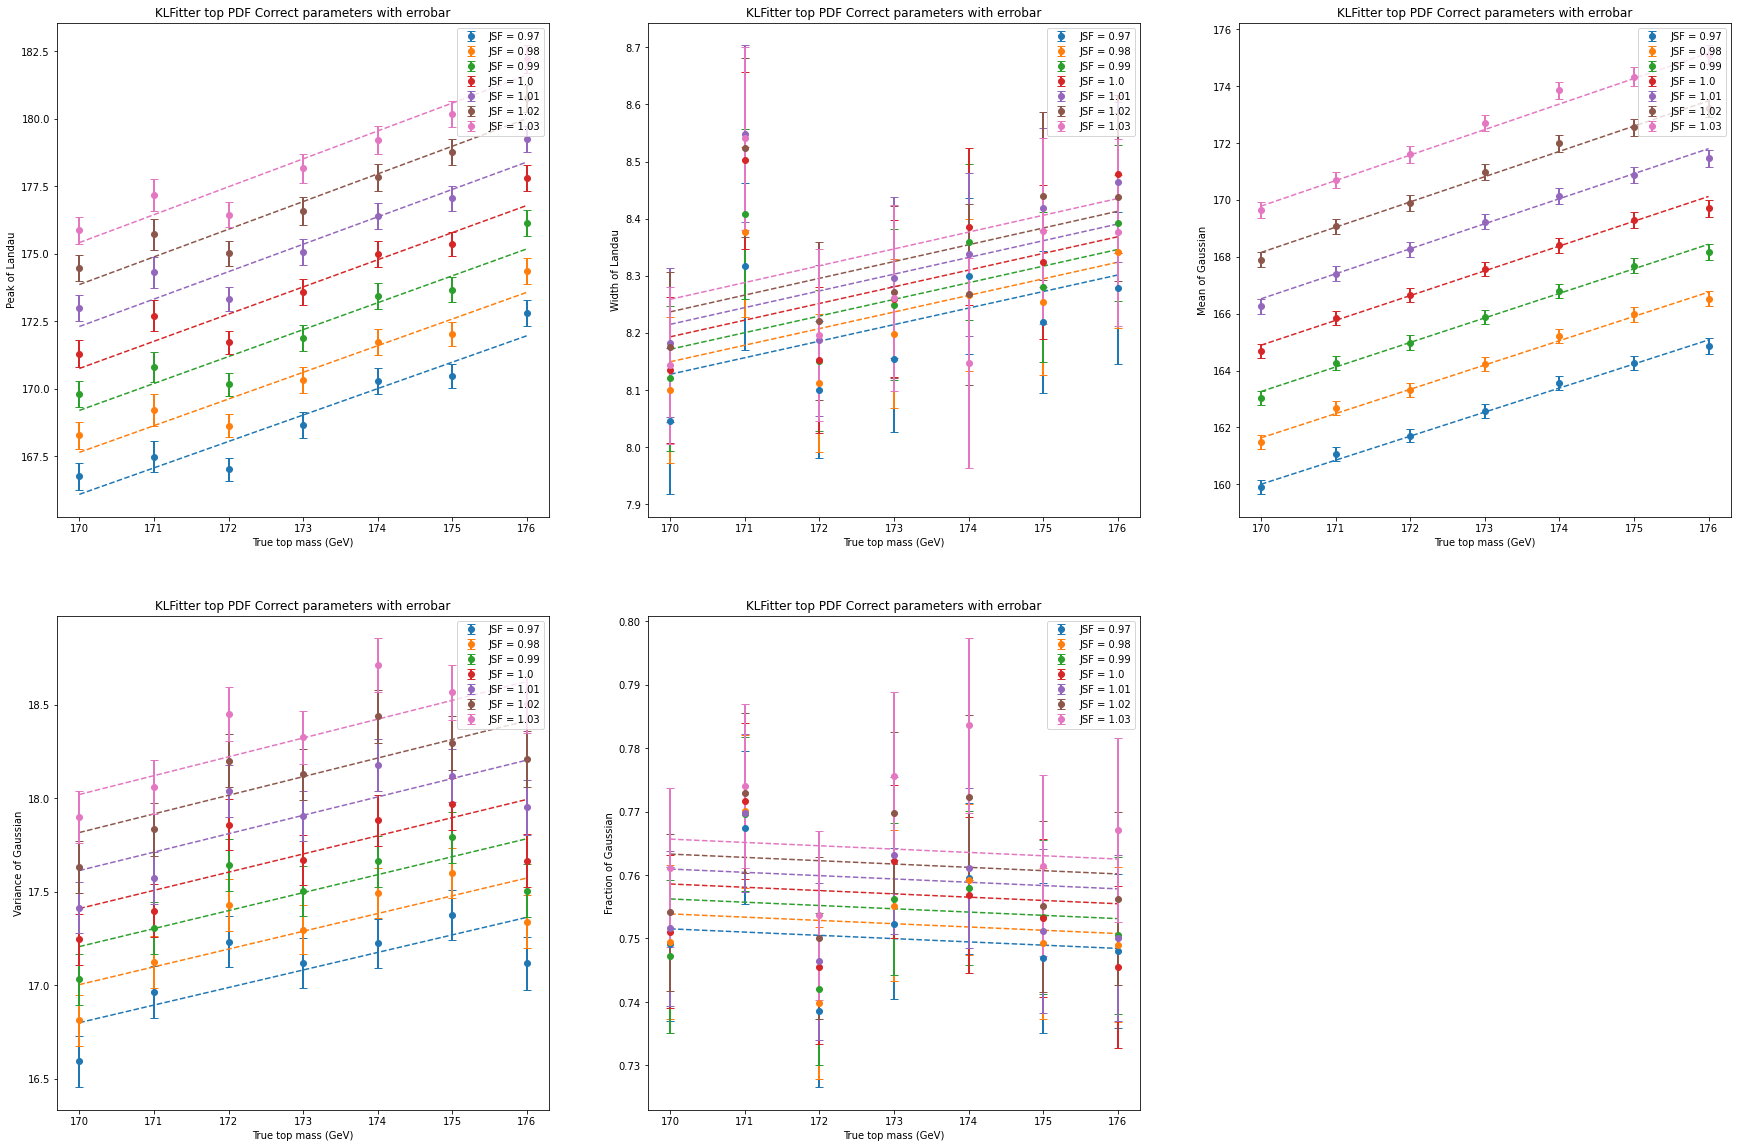 KLFitter top PDF Correct parameters with errobar
JSF = 0.97
JSF = 0.98
JSF = 0.99
JSF = 1.0
JSF = 1.01
JSF = 1.02
JSF = 1.03
182.5
180.0
177.5
175.0
172.5
170.0
167.5
Peak of Landau
170 171 172 173 174 175 176
True top mass (GeV)
KLFitter top PDF Correct parameters with errobar
JSF = 0.97
JSF = 0.98
JSF = 0.99
JSF = 1.0
JSF = 1.01
JSF = 1.02
JSF = 1.03
8.7
8.6
8.5
8.4
8.3
8.2
8.1
8.0
7.9
Width of Landau
170 171 172 173 174 175 176
True top mass (GeV)
KLFitter top PDF Correct parameters with errobar
JSF = 0.97
JSF = 0.98
JSF = 0.99
JSF = 1.0
JSF = 1.01
JSF = 1.02
JSF = 1.03
176
174
172
170
168
166
164
162
160
Mean of Gaussian
170 171 172 173 174 175 176
True top mass (GeV)
KLFitter top PDF Correct parameters with errobar
JSF = 0.97
JSF = 0.98
JSF = 0.99
JSF = 1.0
JSF = 1.01
JSF = 1.02
JSF = 1.03
18.5
18.0
17.5
17.0
16.5
Variance of Gaussian
170 171 172 173 174 175 176
True top mass (GeV)
KLFitter top PDF Correct parameters with errobar
JSF = 0.97
JSF = 0.98
JSF = 0.99
JSF = 1.0
JSF = 1.01
JSF = 1.02
JSF = 1.03
0.80
0.79
0.78
0.77
0.76
0.75
0.74
0.73
Fraction of Gaussian
170 171 172 173 174 175 176
True top mass (GeV)